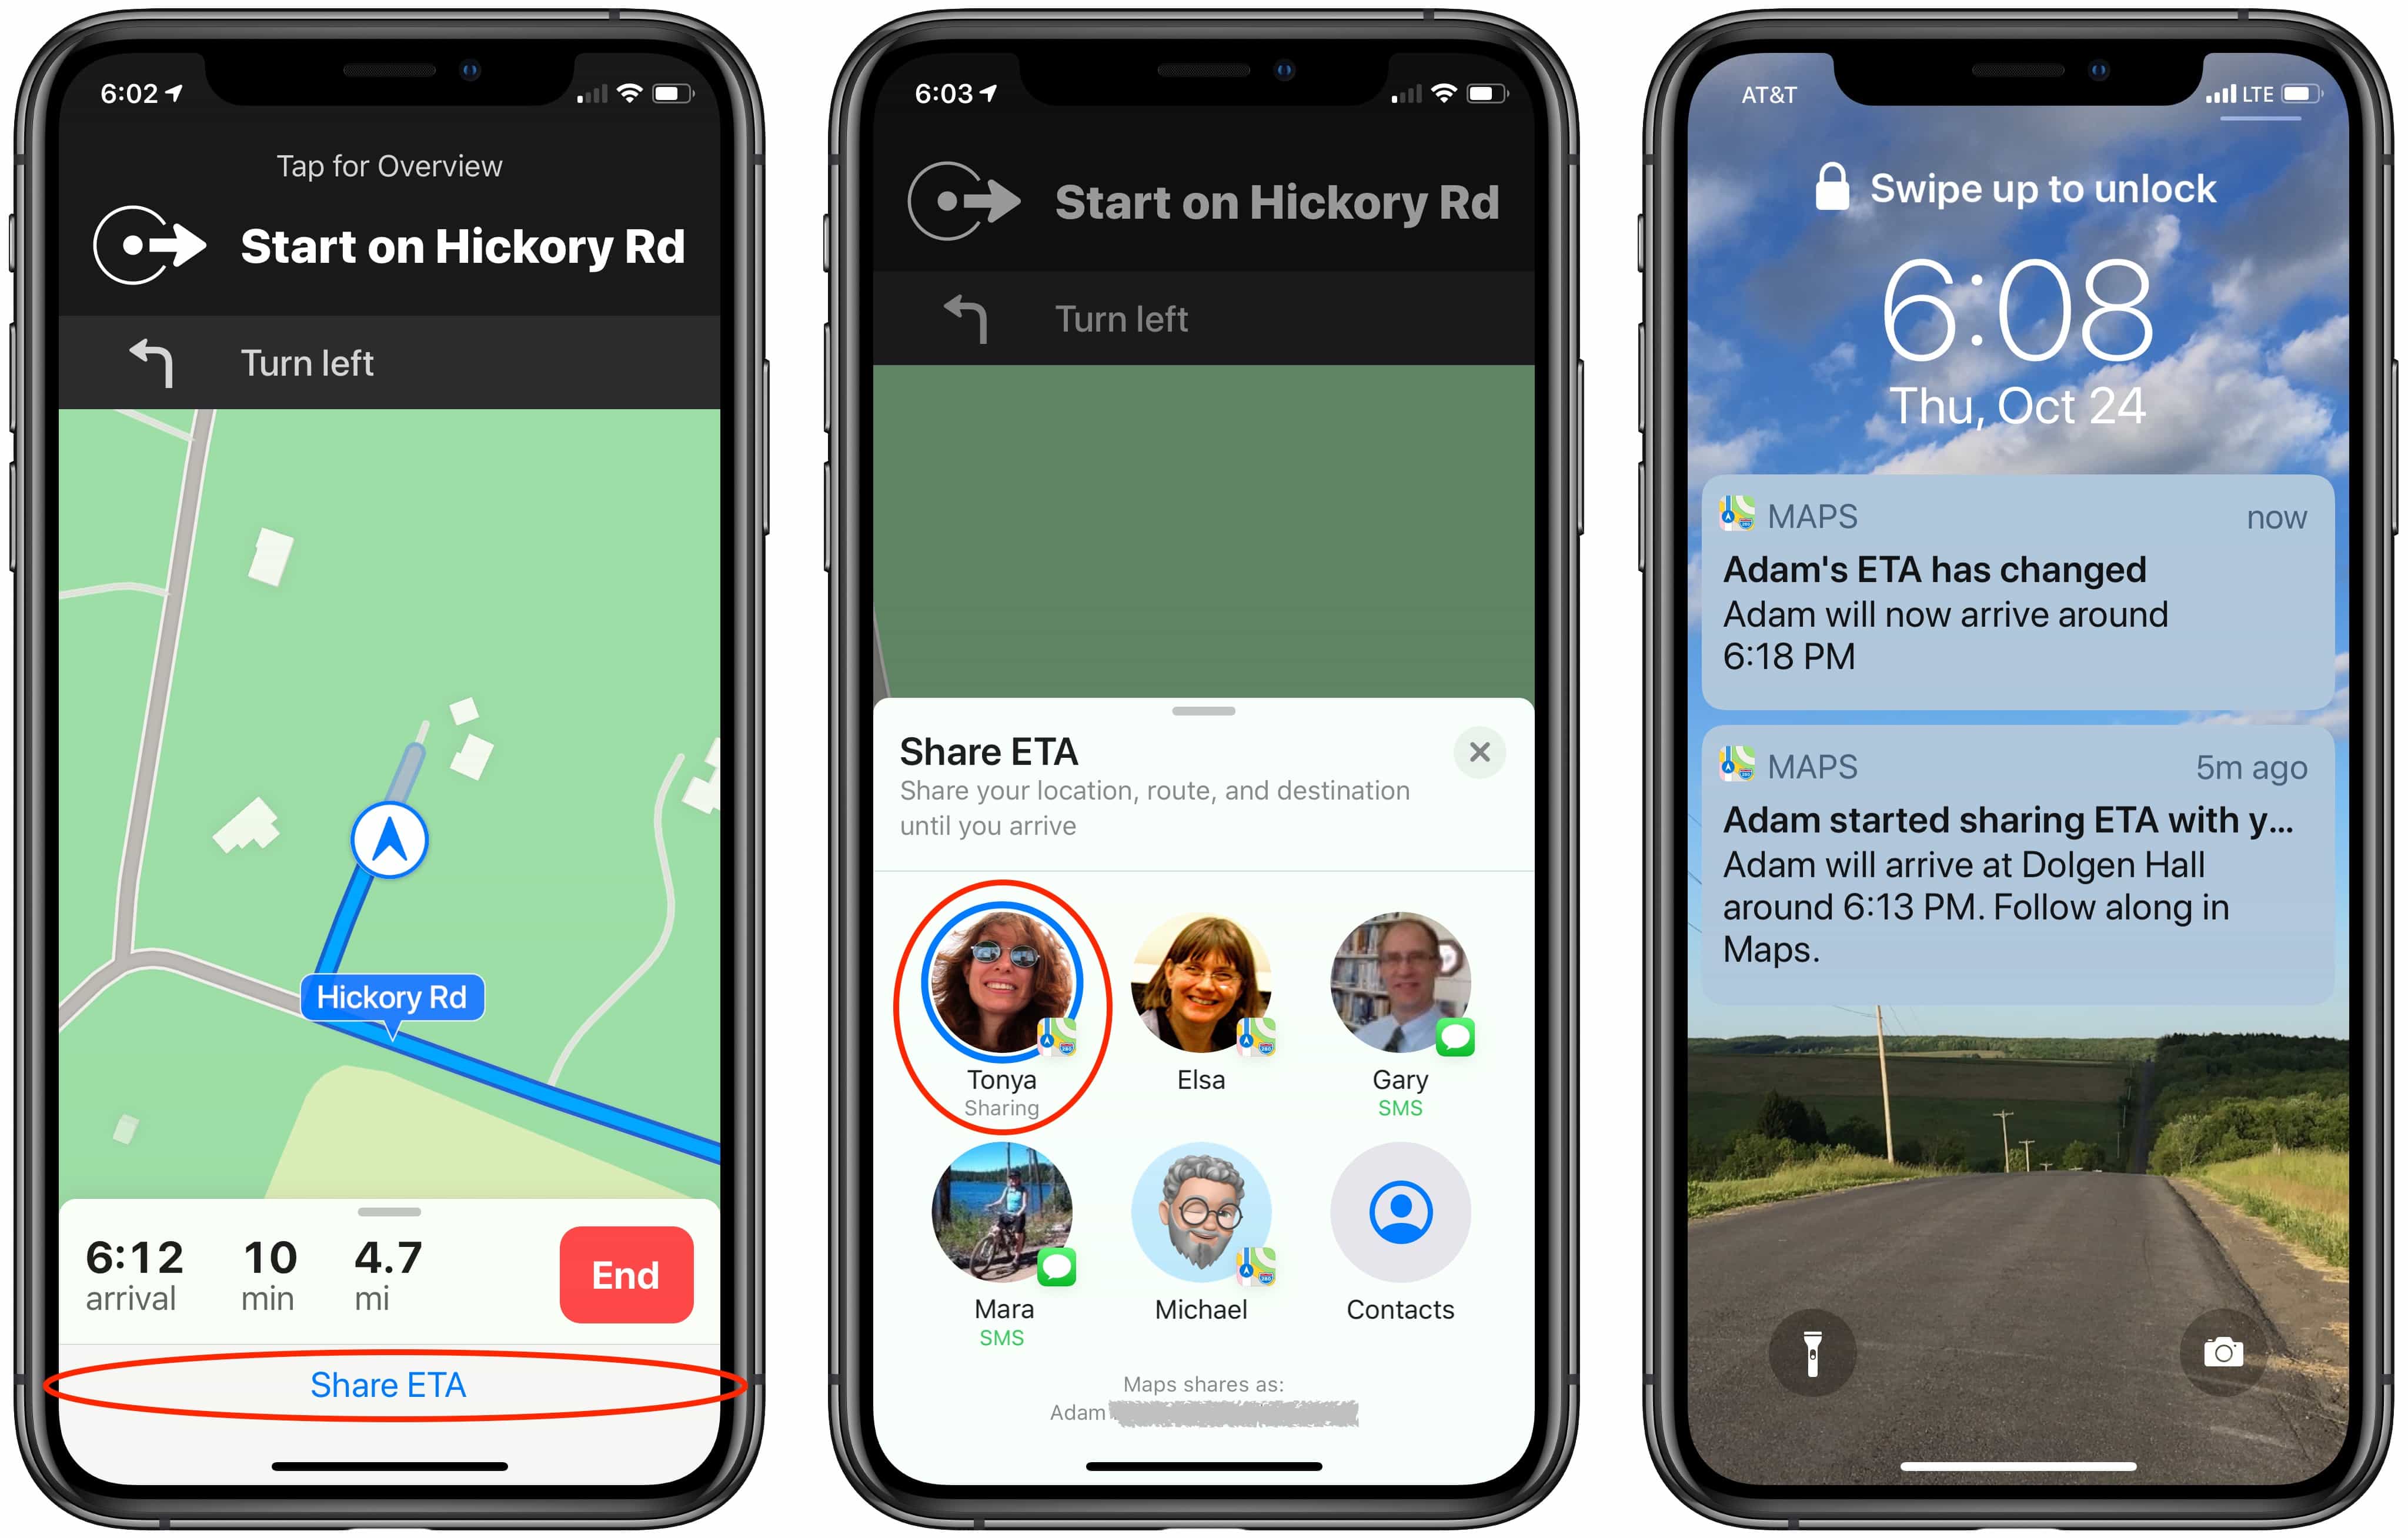 6:02
Tap for Overview
Start on Hickory Rd
Turn left
Hickory Rd
6:12 10 4.7
arrival min mi
End
Share ETA
6:03
Start on Hickory Rd
Turn left
Share ETA
Share your location, route, and destination
until you arrive
Tonya Elsa Gary
Sharing SMS
Mara Michael Contacts
SMS
Maps shares as:
Adam
AT&T LTE
Swipe up to unlock
6:08
Thu, Oct 24
MAPS now
Adam's ETA has changed
Adam will now arrive around
6:18 PM
MAPS 5m ago
Adam started sharing ETA with y...
Adam will arrive at Dolgen Hall
around 6:13 PM. Follow along in
Maps.